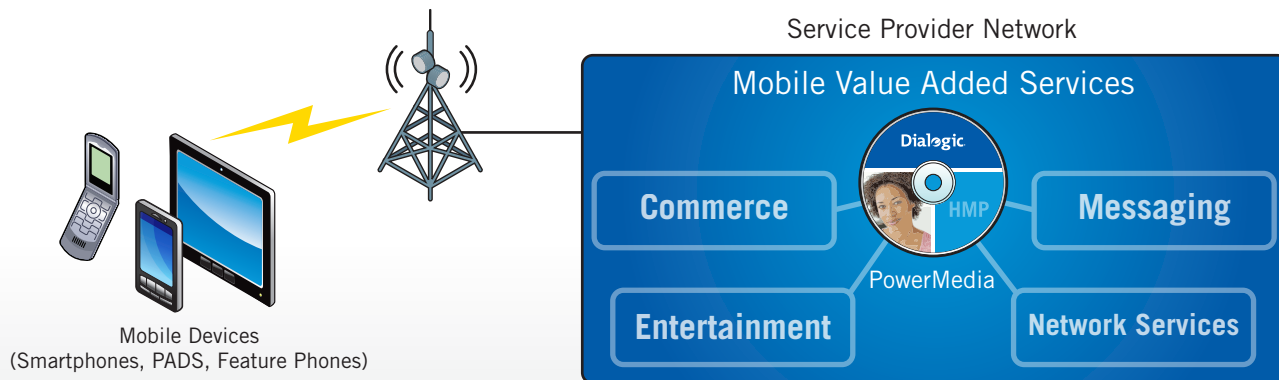 Service Provider Network
Mobile Value Added Services
Dialogic
HMP
Commerce
Messaging
PowerMedia
Entertainment
Network Services
Mobile Devices
(Smartphones, PADS, Feature Phones)